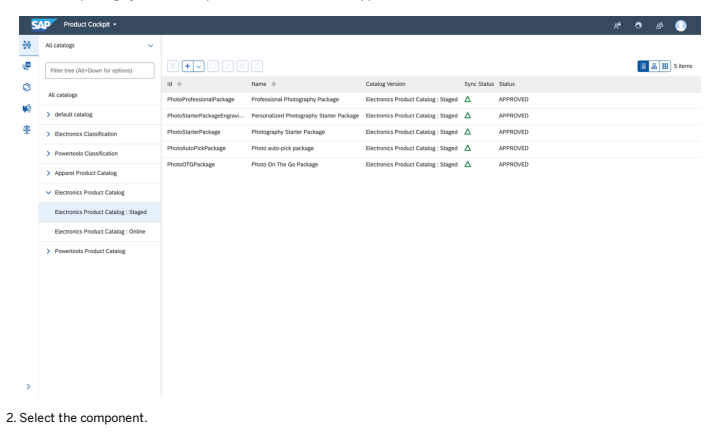 SAP Product Cockpit
All catalogs
Filter tree (Alt+Down for options)
5 items
All catalogs
Id Name Catalog Version Sync Status Status
PhotoProfessionalPackage Professional Photography Package Electronics Product Catalog : Staged APPROVED
default catalog
PhotoStarterPackageEngravi... Personalized Photography Starter Package Electronics Product Catalog : Staged APPROVED
Electronics Classification
PhotoStarterPackage Photography Starter Package Electronics Product Catalog : Staged APPROVED
Powertools Classification
PhotoAutoPickPackage Photo auto-pick package Electronics Product Catalog : Staged APPROVED
Apparel Product Catalog
PhotoOTGPackage Photo On The Go Package Electronics Product Catalog : Staged APPROVED
Electronics Product Catalog
Electronics Product Catalog : Staged
Electronics Product Catalog : Online
Powertools Product Catalog
2. Select the component.